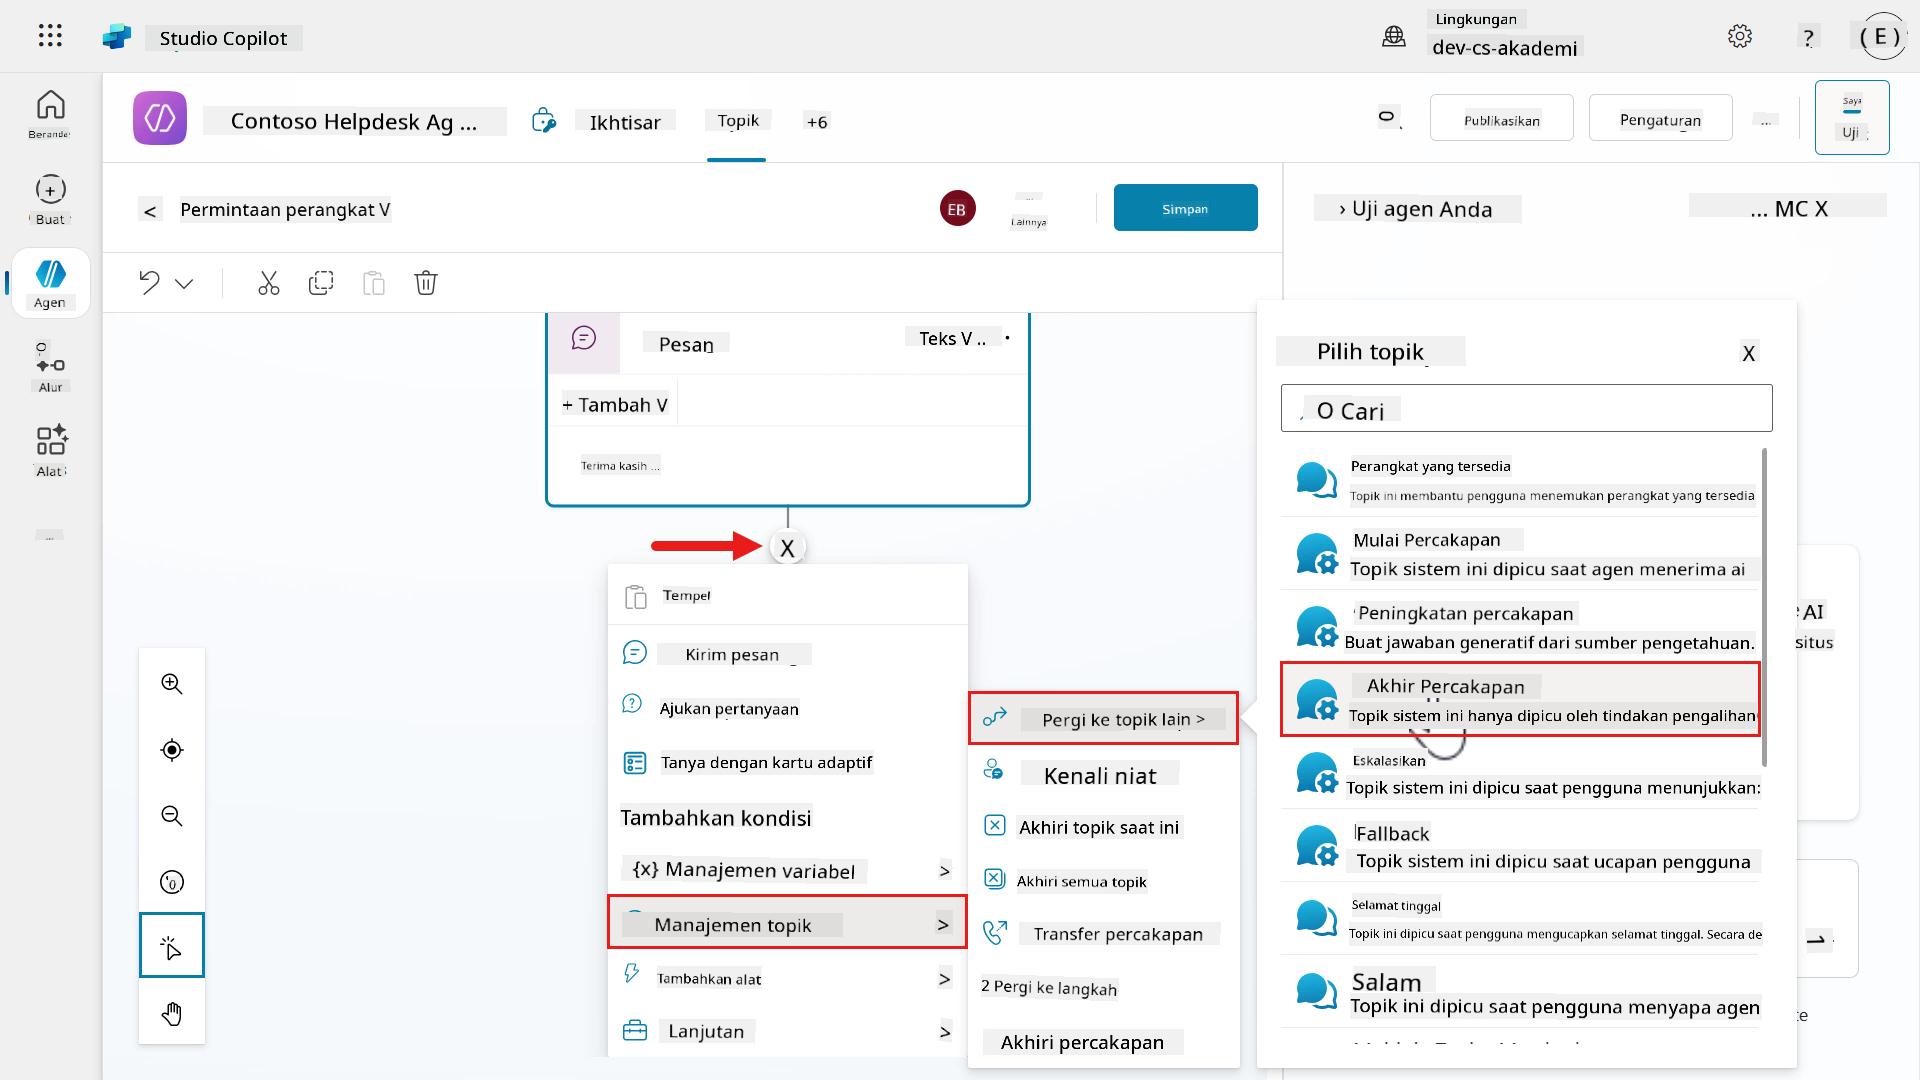 Studio Copilot
Lingkungan
dev-cs-akademi
?
( E )
Beranda
Buat
Agen
Alur
Alat
Contoso Helpdesk Ag ...
Ikhtisar
Topik
+6
Publikasikan
Pengaturan
...
Saya
Uji
<
Permintaan perangkat V
EB
Lainnya
Simpan
› Uji agen Anda
... MC X
Pesan
Teks V ..
+ Tambah V
Terima kasih ...
X
Tempel
Kirim pesan
Ajukan pertanyaan
Tanya dengan kartu adaptif
Tambahkan kondisi
{x} Manajemen variabel >
Manajemen topik >
Tambahkan alat >
Lanjutan >
Pergi ke topik lain >
Kenali niat
Akhiri topik saat ini
Akhiri semua topik
Transfer percakapan
2 Pergi ke langkah
Akhiri percakapan
Pilih topik
X
O Cari
Perangkat yang tersedia
Topik ini membantu pengguna menemukan perangkat yang tersedia
Mulai Percakapan
Topik sistem ini dipicu saat agen menerima ai
Peningkatan percakapan
Buat jawaban generatif dari sumber pengetahuan.
Akhir Percakapan
Topik sistem ini hanya dipicu oleh tindakan pengalihan
Eskalasikan
Topik sistem ini dipicu saat pengguna menunjukkan:
Fallback
Topik sistem ini dipicu saat ucapan pengguna
Selamat tinggal
Topik ini dipicu saat pengguna mengucapkan selamat tinggal. Secara de
Salam
Topik ini dipicu saat pengguna menyapa agen
AI
situs